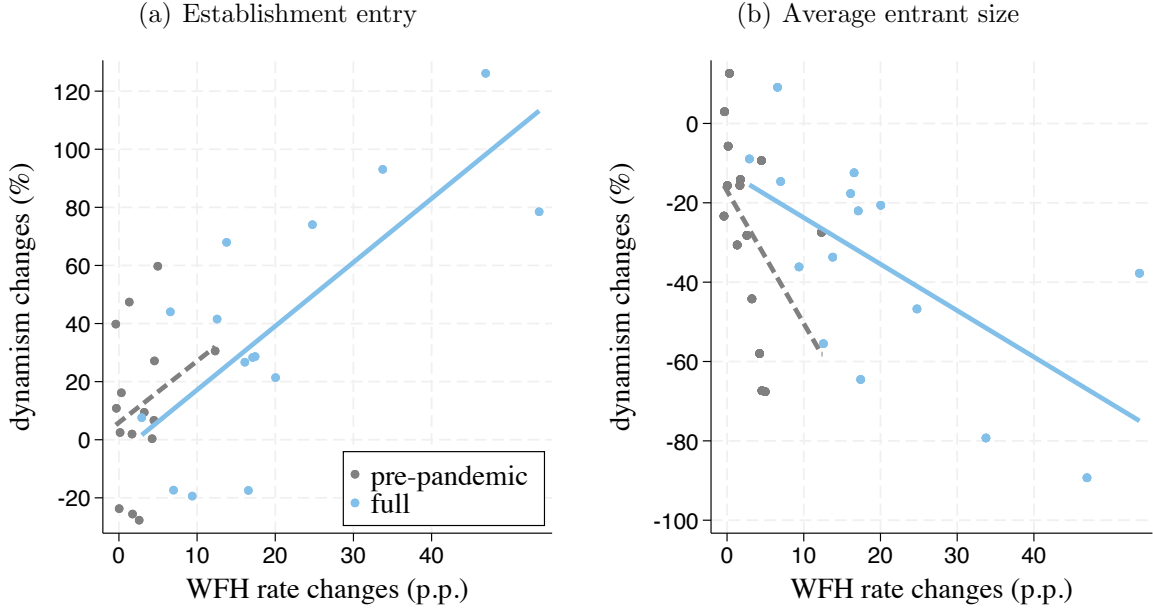 (a) Establishment entry
dynamism changes (%)
120
100
80
60
40
20
0
-20
0 10 20 30 40
WFH rate changes (p.p.)
pre-pandemic
full
(b) Average entrant size
dynamism changes (%)
0
-20
-40
-60
-80
-100
0 10 20 30 40
WFH rate changes (p.p.)